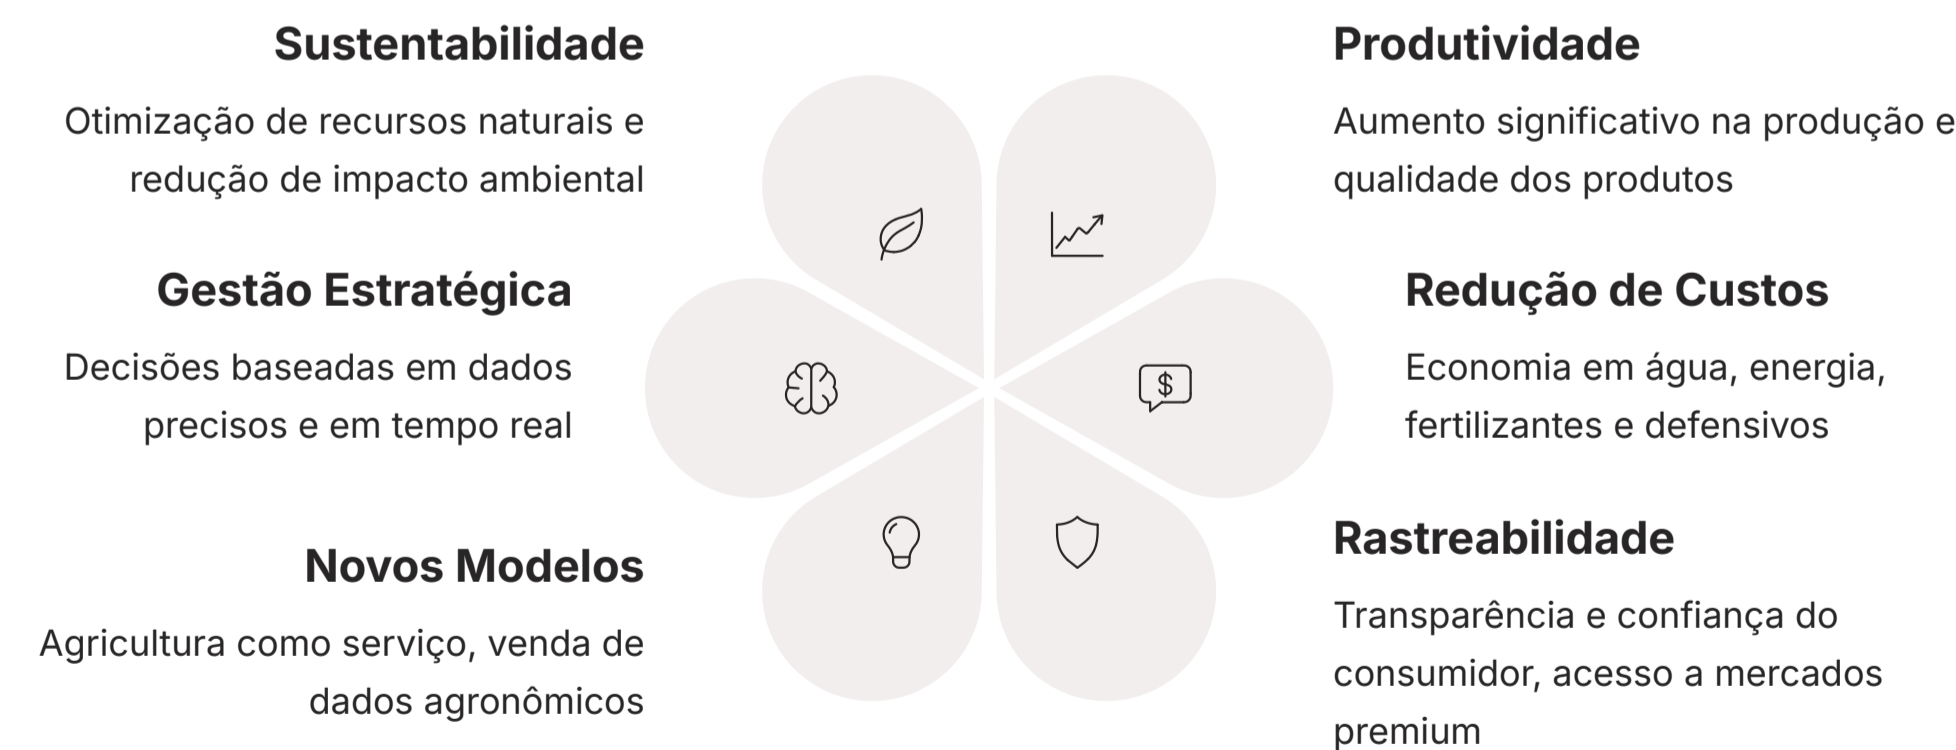 Sustentabilidade
Otimização de recursos naturais e
redução de impacto ambiental
Produtividade
Aumento significativo na produção e
qualidade dos produtos
Gestão Estratégica
Decisões baseadas em dados
precisos e em tempo real
Redução de Custos
Economia em água, energia,
fertilizantes e defensivos
Novos Modelos
Agricultura como serviço, venda de
dados agronômicos
Rastreabilidade
Transparência e confiança do
consumidor, acesso a mercados
premium
$